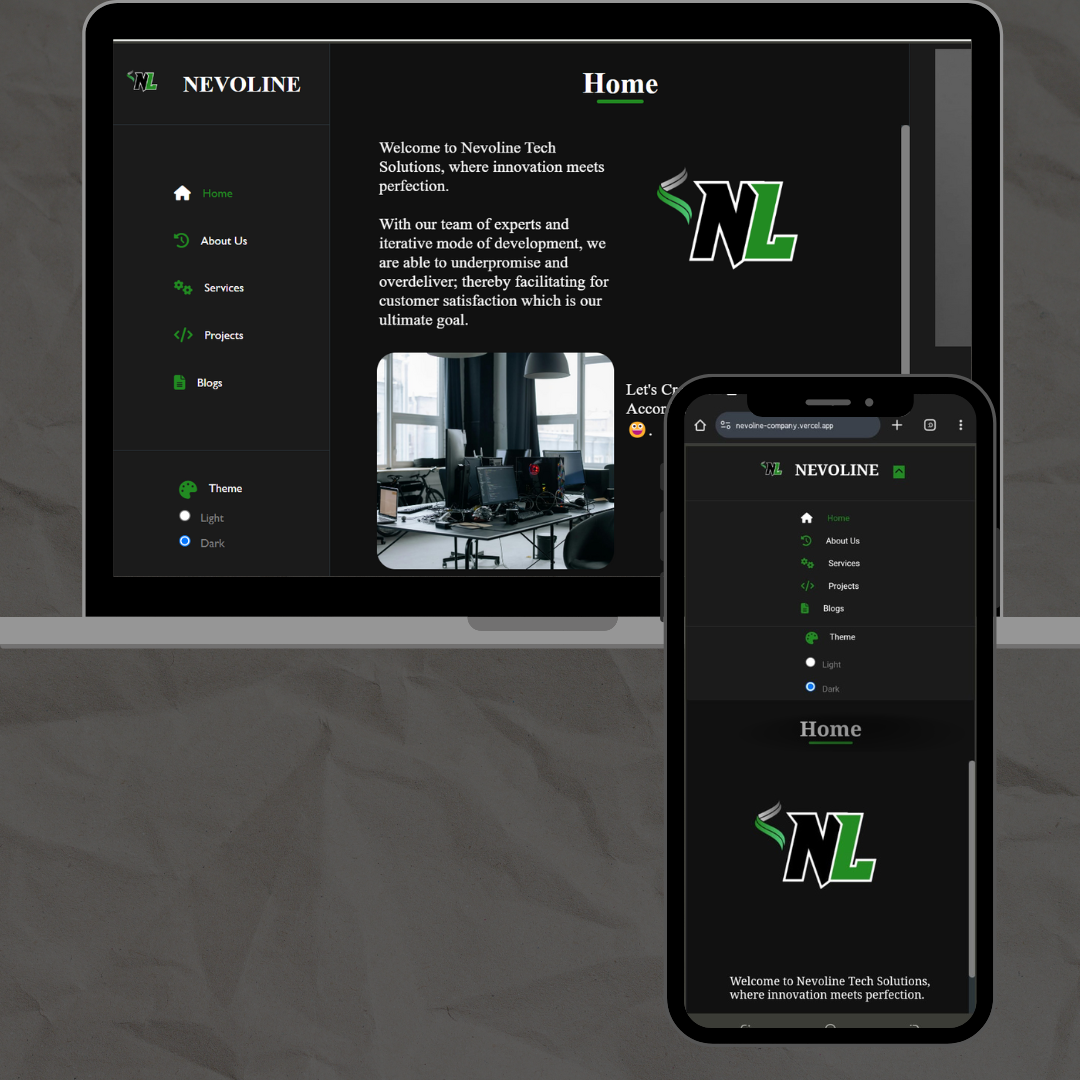 NL
NEVOLINE
Home
About Us
Services
Projects
Blogs
Theme
Light
Dark
Home
Welcome to Nevoline Tech
Solutions, where innovation meets
perfection.
With our team of experts and
iterative mode of development, we
are able to underpromise and
overdeliver; thereby facilitating for
customer satisfaction which is our
ultimate goal.
NL
Let's Cr
Accor
nevoline-company.vercel.app
NL
NEVOLINE
Home
About Us
Services
Projects
Blogs
Theme
Light
Dark
Home
NL
Welcome to Nevoline Tech Solutions,
where innovation meets perfection.